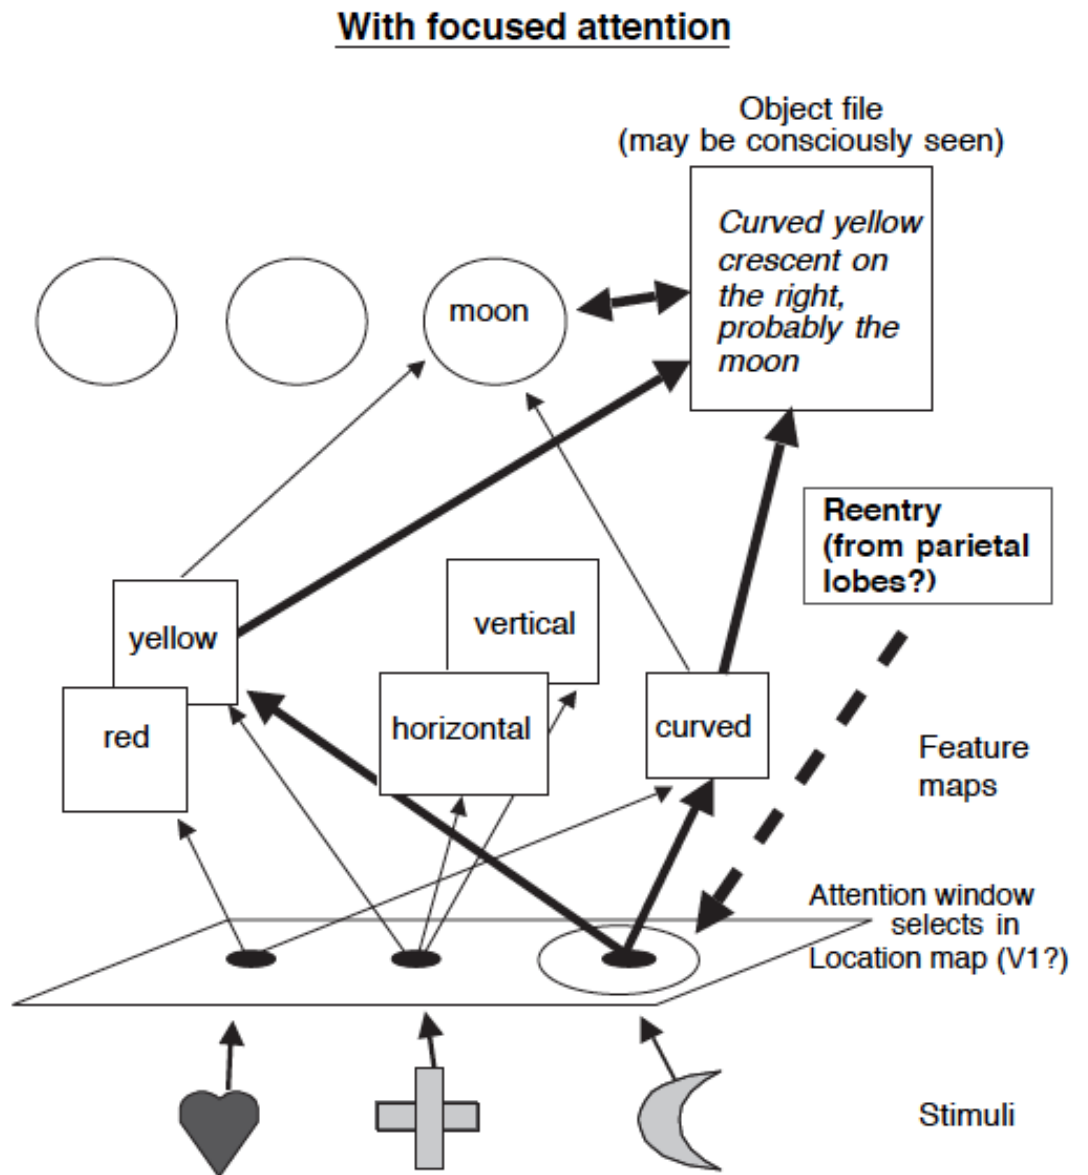 With focused attention
Object file
(may be consciously seen)
Curved yellow
crescent on
the right,
probably the
moon
moon
Reentry
(from parietal
lobes?)
yellow
vertical
red
horizontal
curved
Feature
maps
Attention window
selects in
Location map (V1?)
Stimuli